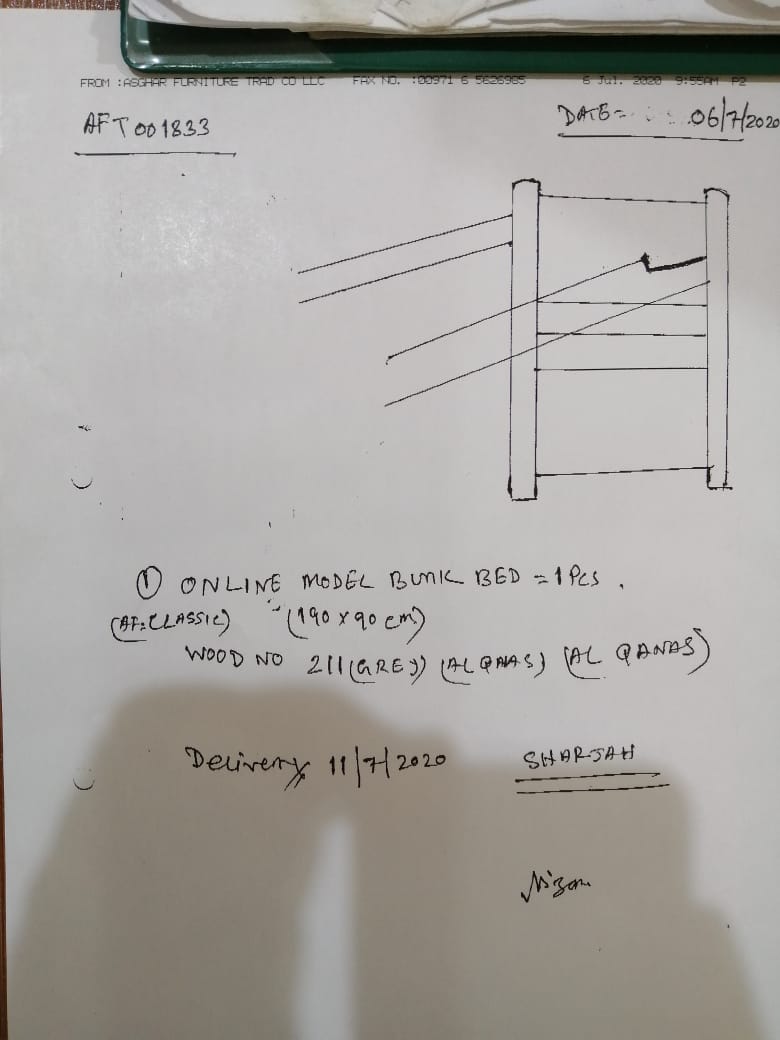 FROM :ASGHAR FURNITURE TRAD CO LLC FAX NO. :00971 6 5626985 6 Jul. 2020 9:55AM P2
AFT001833 DATE= 06/7/2020
① ONLINE MODEL BUNK BED = 1 Pcs.
(AF:CLASSIC) (190 x 90 cm)
WOOD NO 211 (GREY) (AL QANAS) (AL QANAS)
Delivery 11/7/2020 SHARJAH
Nizam